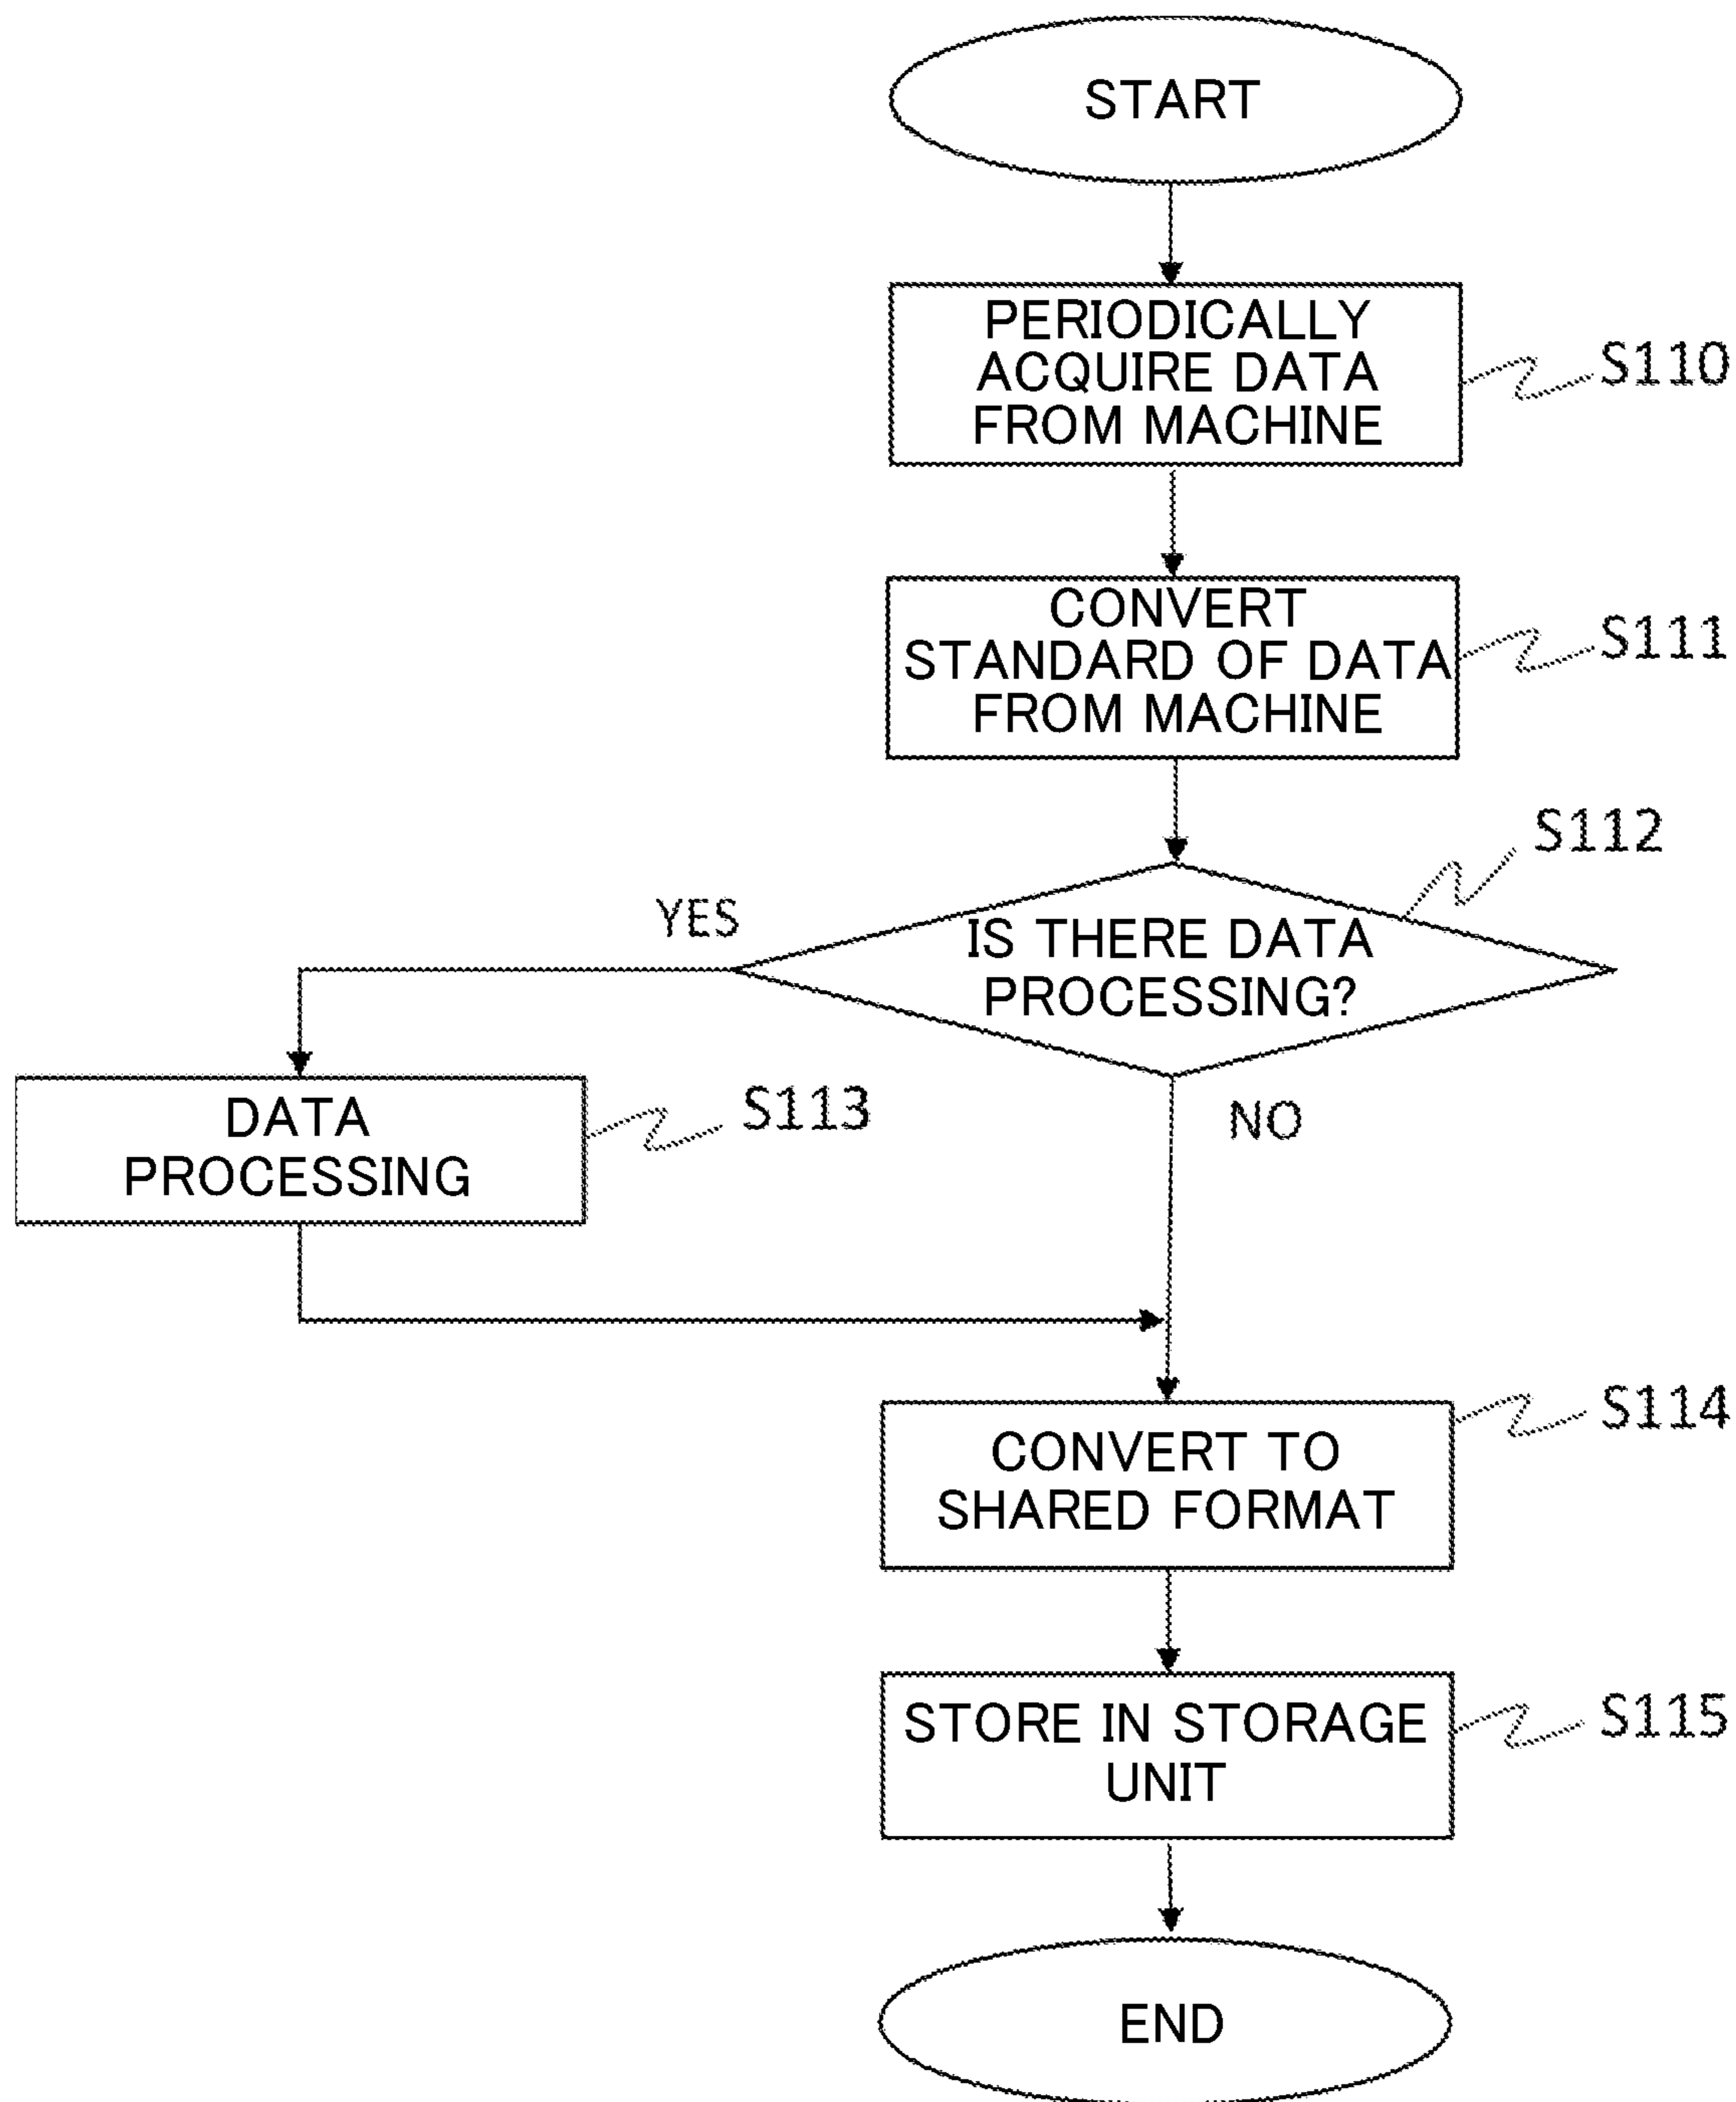 START
PERIODICALLY
ACQUIRE DATA
FROM MACHINE
S110
CONVERT
STANDARD OF DATA
FROM MACHINE
S111
S112
IS THERE DATA
PROCESSING?
YES
NO
DATA
PROCESSING
S113
CONVERT TO
SHARED FORMAT
S114
STORE IN STORAGE
UNIT
S115
END